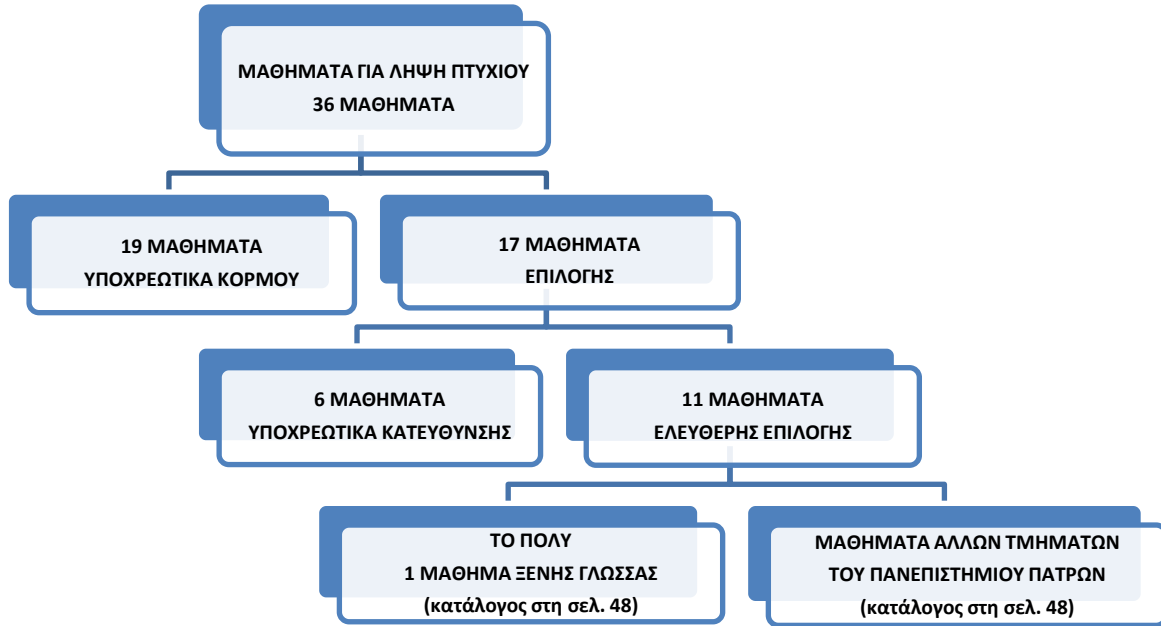 ΜΑΘΗΜΑΤΑ ΓΙΑ ΛΗΨΗ ΠΤΥΧΙΟΥ
36 ΜΑΘΗΜΑΤΑ
19 ΜΑΘΗΜΑΤΑ
ΥΠΟΧΡΕΩΤΙΚΑ ΚΟΡΜΟΥ
17 ΜΑΘΗΜΑΤΑ
ΕΠΙΛΟΓΗΣ
6 ΜΑΘΗΜΑΤΑ
ΥΠΟΧΡΕΩΤΙΚΑ ΚΑΤΕΥΘΥΝΣΗΣ
11 ΜΑΘΗΜΑΤΑ
ΕΛΕΥΘΕΡΗΣ ΕΠΙΛΟΓΗΣ
ΤΟ ΠΟΛΥ
1 ΜΑΘΗΜΑ ΞΕΝΗΣ ΓΛΩΣΣΑΣ
(κατάλογος στη σελ. 48)
ΜΑΘΗΜΑΤΑ ΑΛΛΩΝ ΤΜΗΜΑΤΩΝ
ΤΟΥ ΠΑΝΕΠΙΣΤΗΜΙΟΥ ΠΑΤΡΩΝ
(κατάλογος στη σελ. 48)